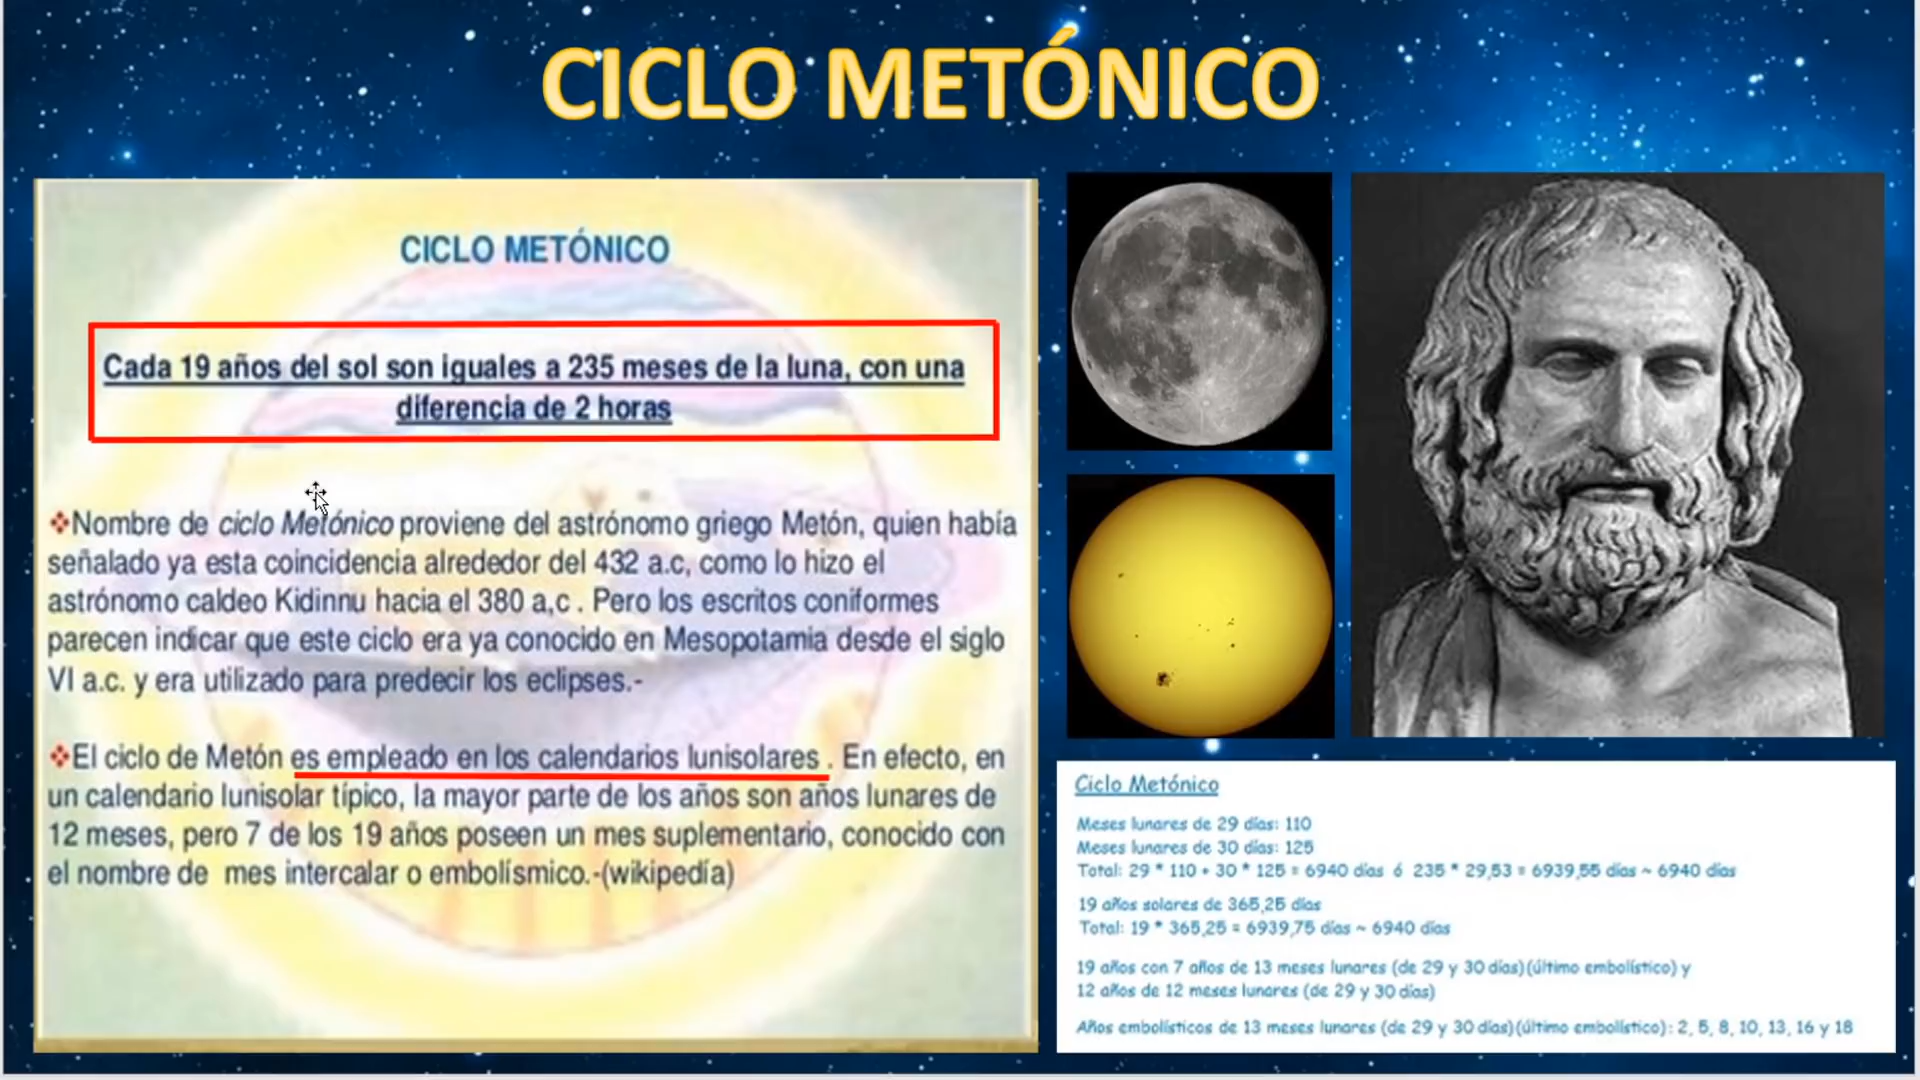 CICLO METÓNICO
CICLO METÓNICO
Cada 19 años del sol son iguales a 235 meses de la luna, con una
diferencia de 2 horas
❖Nombre de ciclo Metónico proviene del astrónomo griego Metón, quien había
señalado ya esta coincidencia alrededor del 432 a.c, como lo hizo el
astrónomo caldeo Kidinnu hacia el 380 a,c . Pero los escritos coniformes
parecen indicar que este ciclo era ya conocido en Mesopotamia desde el siglo
VI a.c. y era utilizado para predecir los eclipses.-
❖El ciclo de Metón es empleado en los calendarios lunisolares . En efecto, en
un calendario lunisolar típico, la mayor parte de los años son años lunares de
12 meses, pero 7 de los 19 años poseen un mes suplementario, conocido con
el nombre de mes intercalar o embolísmico.-(wikipedía)
Ciclo Metónico
Meses lunares de 29 días: 110
Meses lunares de 30 días: 125
Total: 29 * 110 + 30 * 125 = 6940 días ó 235 * 29,53 = 6939,55 días ~ 6940 días
19 años solares de 365,25 días
Total: 19 * 365,25 = 6939,75 días ~ 6940 días
19 años con 7 años de 13 meses lunares (de 29 y 30 días)(último embolístico) y
12 años de 12 meses lunares (de 29 y 30 días)
Años embolísticos de 13 meses lunares (de 29 y 30 días)(último embolístico): 2, 5, 8, 10, 13, 16 y 18